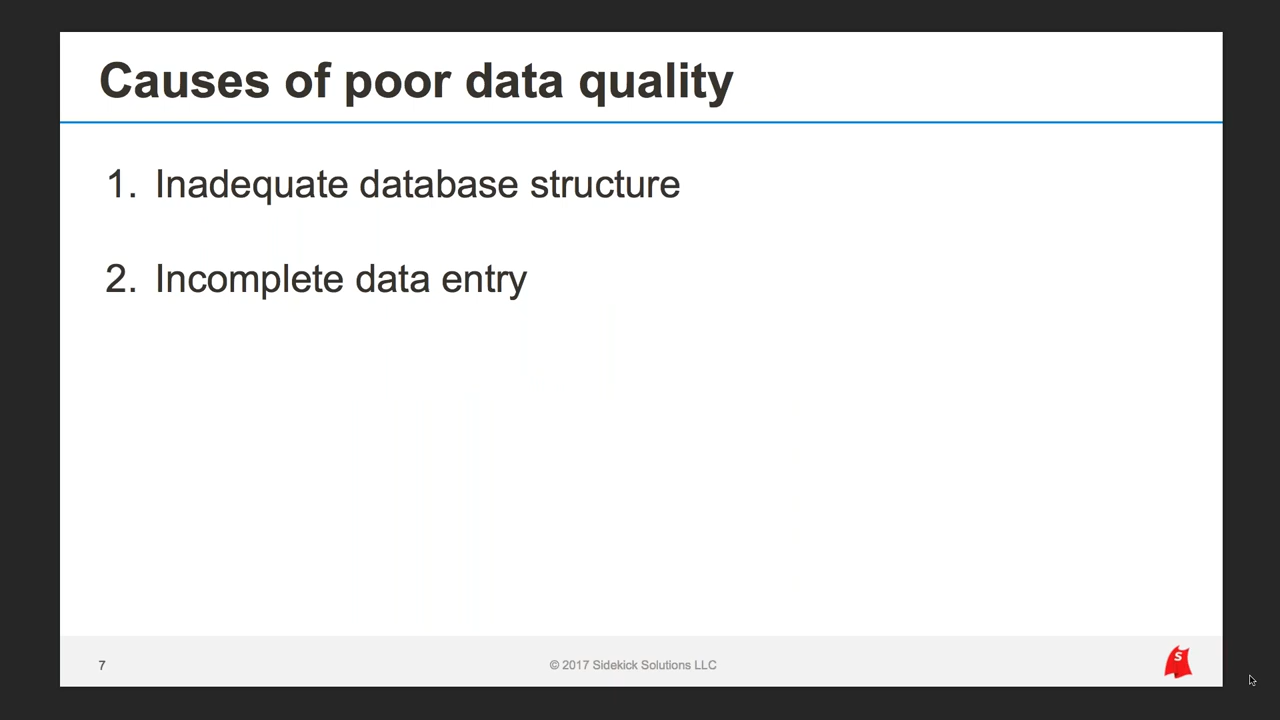 Causes of poor data quality
1. Inadequate database structure
2. Incomplete data entry
7
© 2017 Sidekick Solutions LLC
S